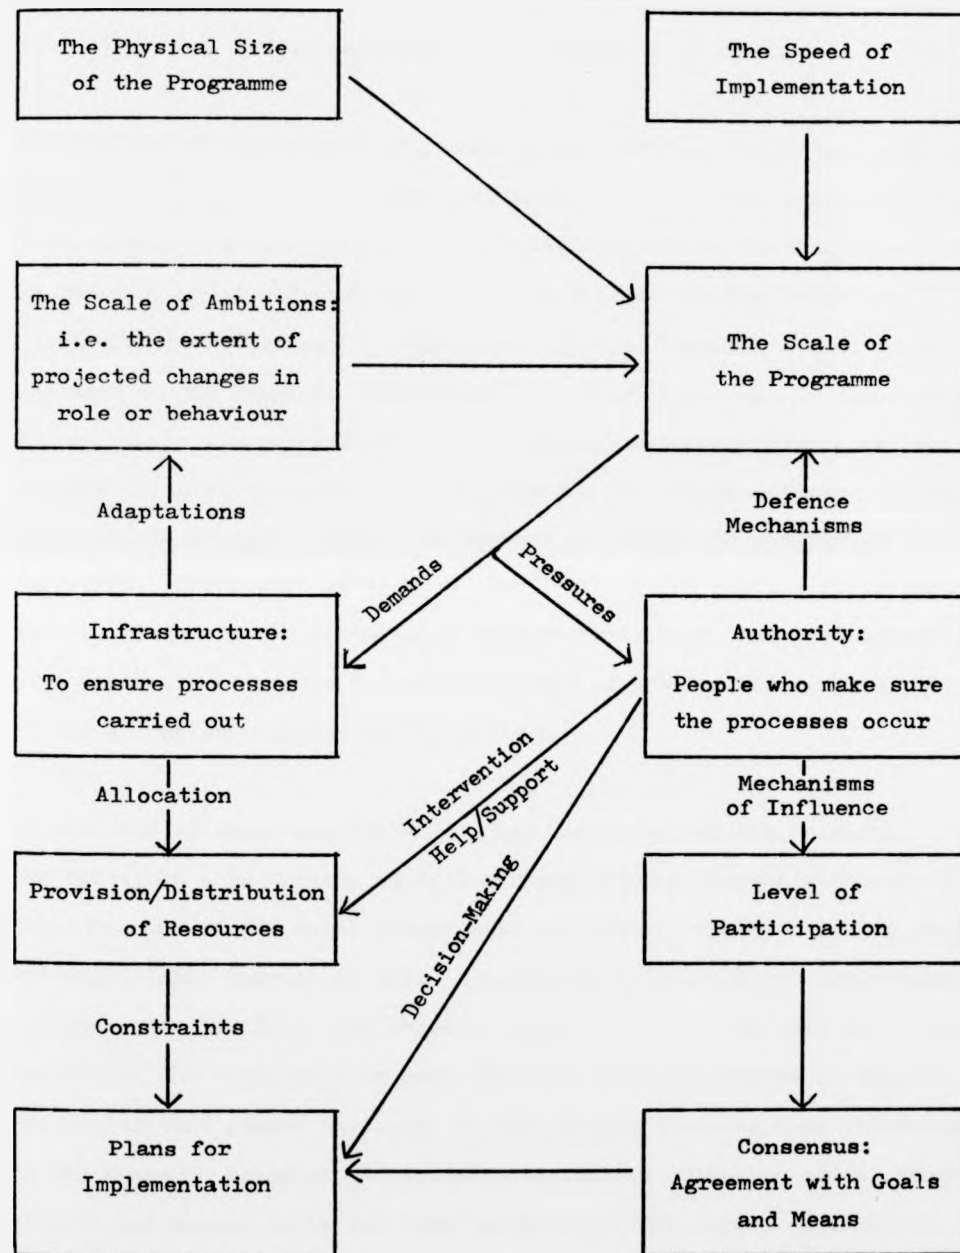 The Physical Size
of the Programme
The Speed of
Implementation
The Scale of Ambitions:
i.e. the extent of
projected changes in
role or behaviour
The Scale of
the Programme
Adaptations
Defence
Mechanisms
Demands
Pressures
Infrastructure:
To ensure processes
carried out
Authority:
People who make sure
the processes occur
Allocation
Intervention
Help/Support
Mechanisms
of Influence
Provision/Distribution
of Resources
Decision-Making
Level of
Participation
Constraints
Plans for
Implementation
Consensus:
Agreement with Goals
and Means